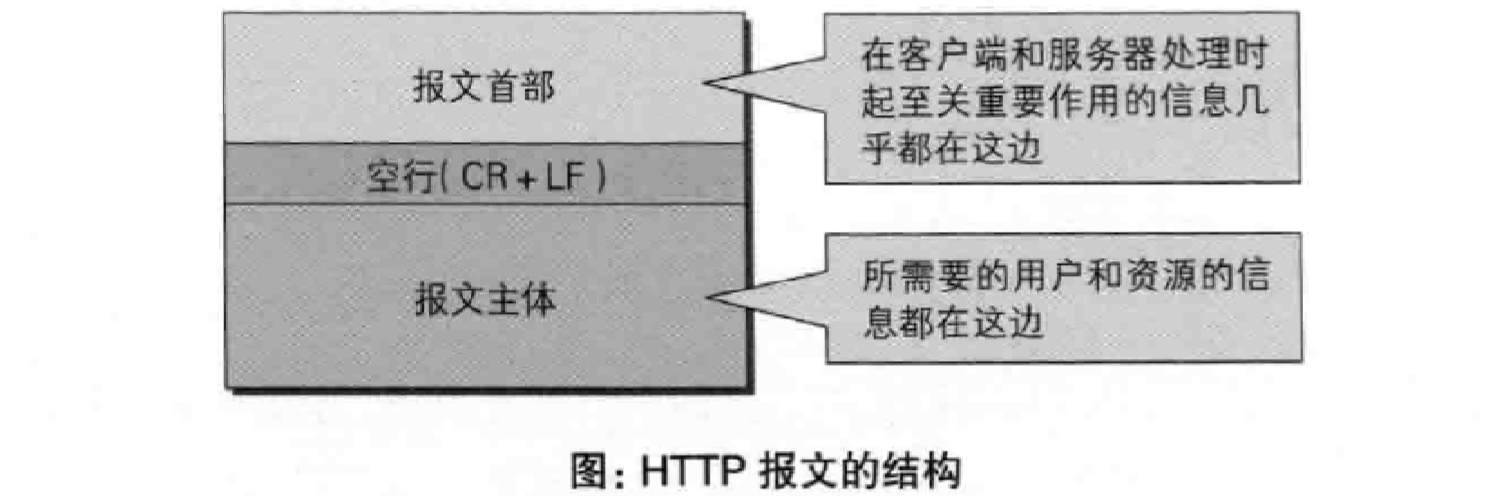 报文首部
在客户端和服务器处理时
起至关重要作用的信息几
乎都在这边
空行(CR+LF)
报文主体
所需要的用户和资源的信
息都在这边
图：HTTP 报文的结构